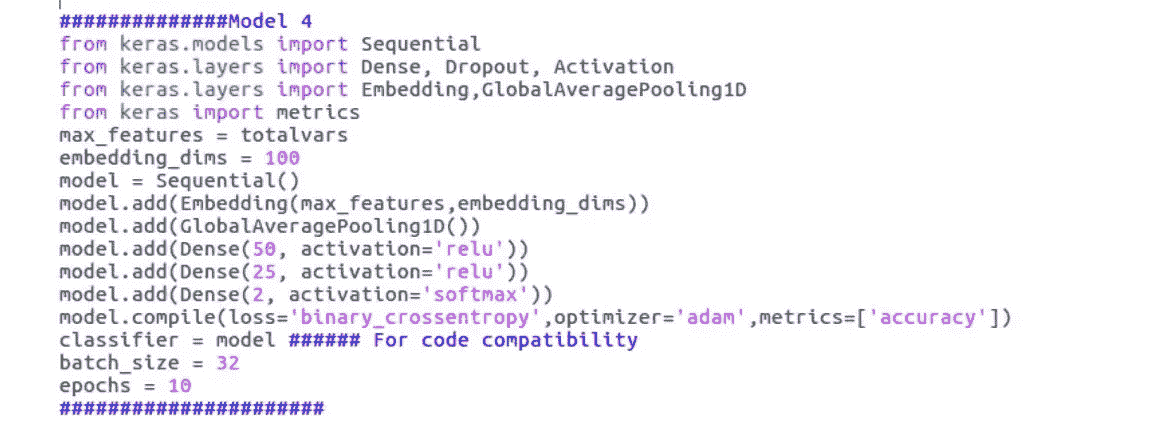 ##############Model 4
from keras.models import Sequential
from keras.layers import Dense, Dropout, Activation
from keras.layers import Embedding,GlobalAveragePooling1D
from keras import metrics
max_features = totalvars
embedding_dims = 100
model = Sequential()
model.add(Embedding(max_features,embedding_dims))
model.add(GlobalAveragePooling1D())
model.add(Dense(50, activation='relu'))
model.add(Dense(25, activation='relu'))
model.add(Dense(2, activation='softmax'))
model.compile(loss='binary_crossentropy',optimizer='adam',metrics=['accuracy'])
classifier = model ###### For code compatibility
batch_size = 32
epochs = 10
######################